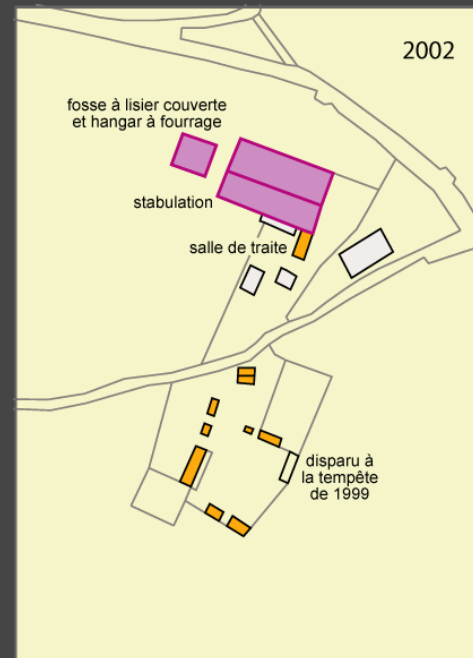 2002
fosse à lisier couverte
et hangar à fourrage
stabulation
salle de traite
disparu à
la tempête
de 1999